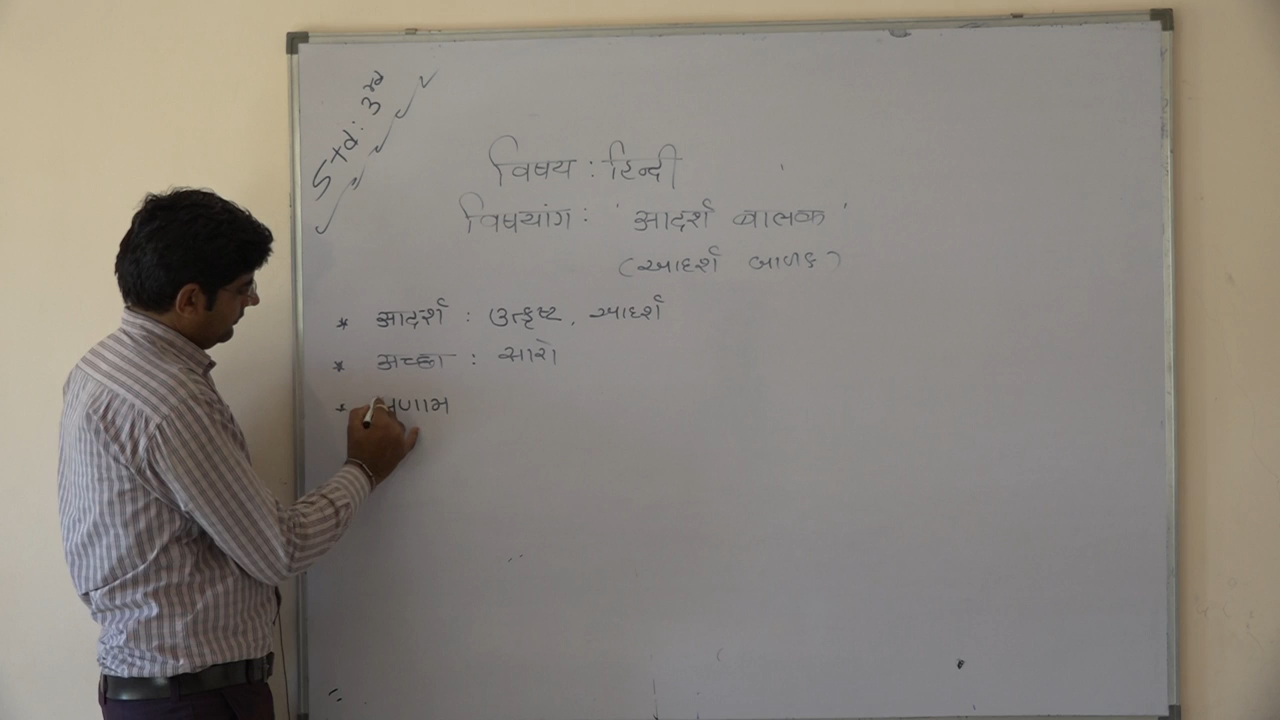 Std: 3rd
विषय : हिन्दी
विषयांग : 'आदर्श बालक'
(આદર્શ બાળક)
* आदर्श : ઉત્કૃષ્ટ, આદર્શ
* अच्छा : સારો
*